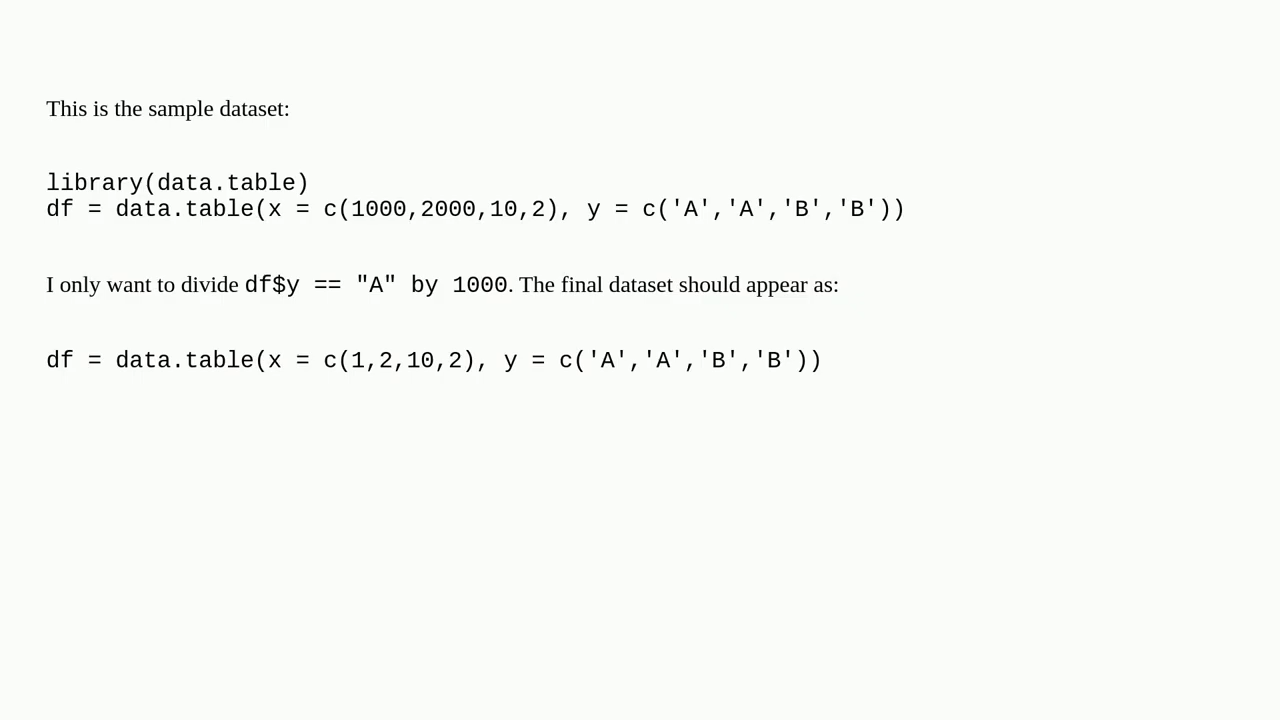 This is the sample dataset:
library(data.table)
df = data.table(x = c(1000,2000,10,2), y = c('A','A','B','B'))
I only want to divide df$y == "A" by 1000. The final dataset should appear as:
df = data.table(x = c(1,2,10,2), y = c('A','A','B','B'))